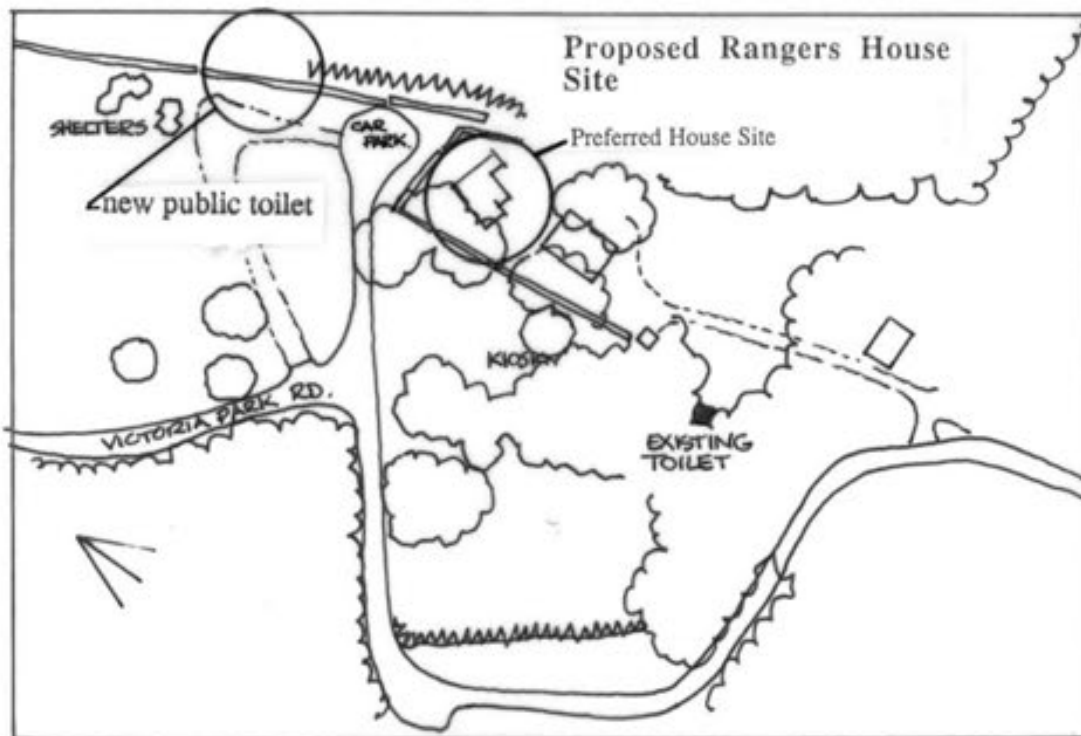 Proposed Rangers House
Site
Preferred House Site
SHELTERS
CAR
PARK
new public toilet
KIOSK
VICTORIA PARK RD.
EXISTING
TOILET